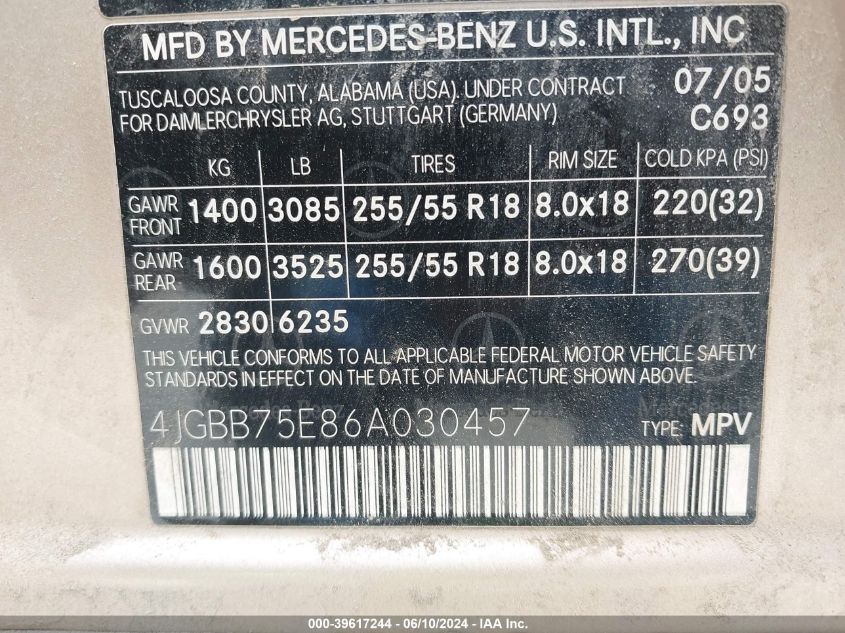 MFD BY MERCEDES-BENZ U.S. INTL., INC
TUSCALOOSA COUNTY, ALABAMA (USA) UNDER CONTRACT 07/05
FOR DAIMLERCHRYSLER AG, STUTTGART (GERMANY) C693
KG LB TIRES RIM SIZE COLD KPA (PSI)
GAWR FRONT 1400 3085 255/55 R18 8.0x18 220(32)
GAWR REAR 1600 3525 255/55 R18 8.0x18 270(39)
GVWR 2830 6235
THIS VEHICLE CONFORMS TO ALL APPLICABLE FEDERAL MOTOR VEHICLE SAFETY
STANDARDS IN EFFECT ON THE DATE OF MANUFACTURE SHOWN ABOVE.
4JGBB75E86A030457 TYPE: MPV
000-39617244 - 06/10/2024 - IAA Inc.